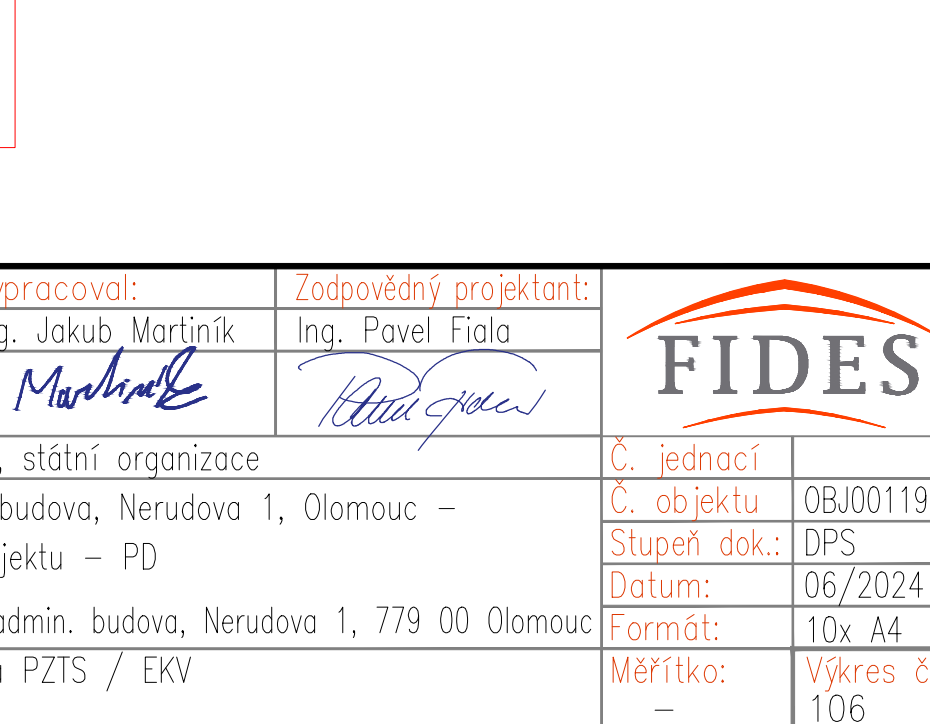 ypracoval: Zodpovědný projektant:
g. Jakub Martiník Ing. Pavel Fiala
FIDES
, státní organizace
Č. jednací
budova, Nerudova 1, Olomouc –
Č. objektu OBJ00119
jektu – PD
Stupeň dok.: DPS
Datum: 06/2024
admin. budova, Nerudova 1, 779 00 Olomouc
Formát: 10x A4
PZTS / EKV
Měřítko: Výkres č
– 106